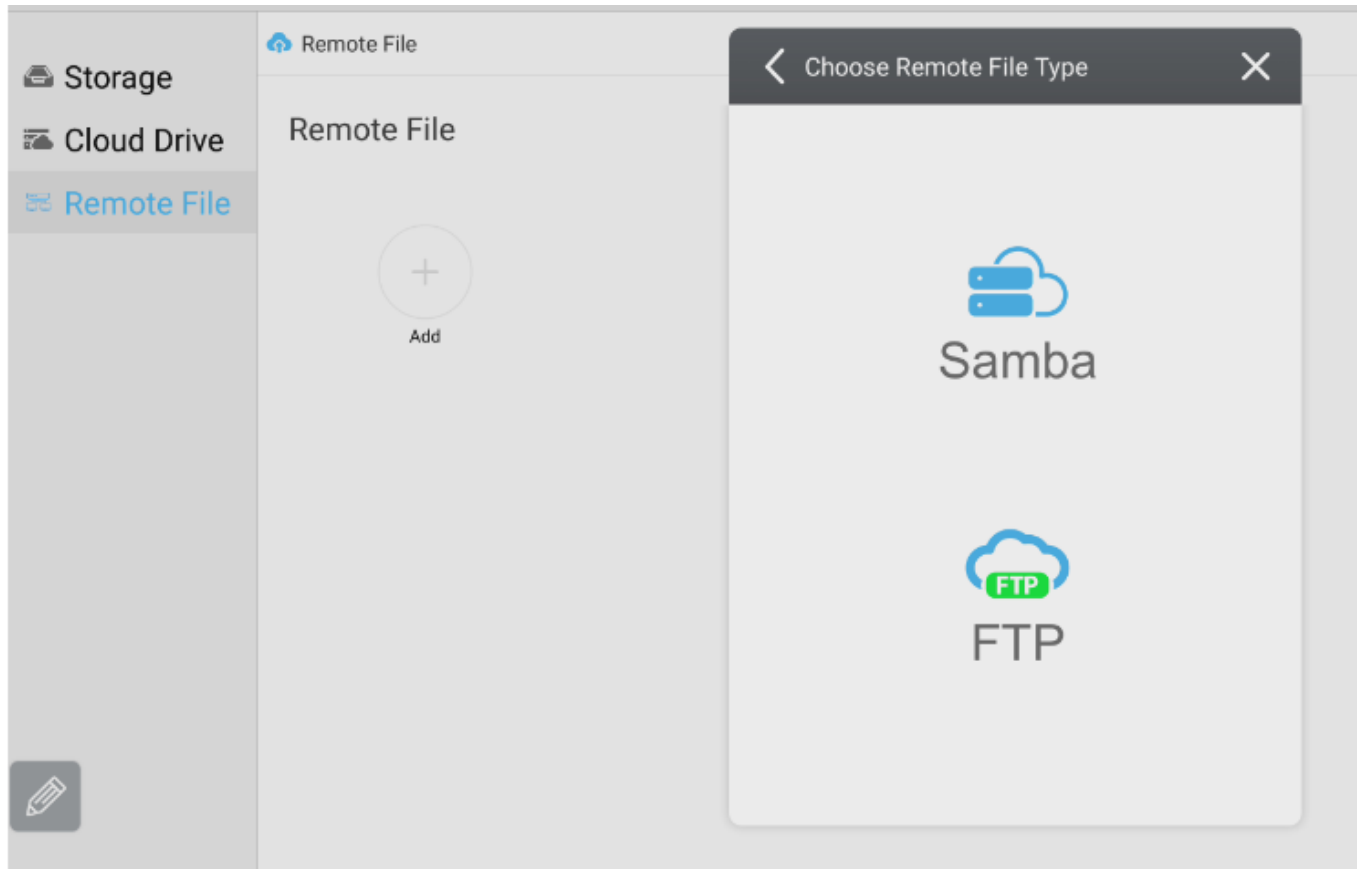 Storage
Cloud Drive
Remote File
Remote File
Remote File
Add
Choose Remote File Type
Samba
FTP
FTP